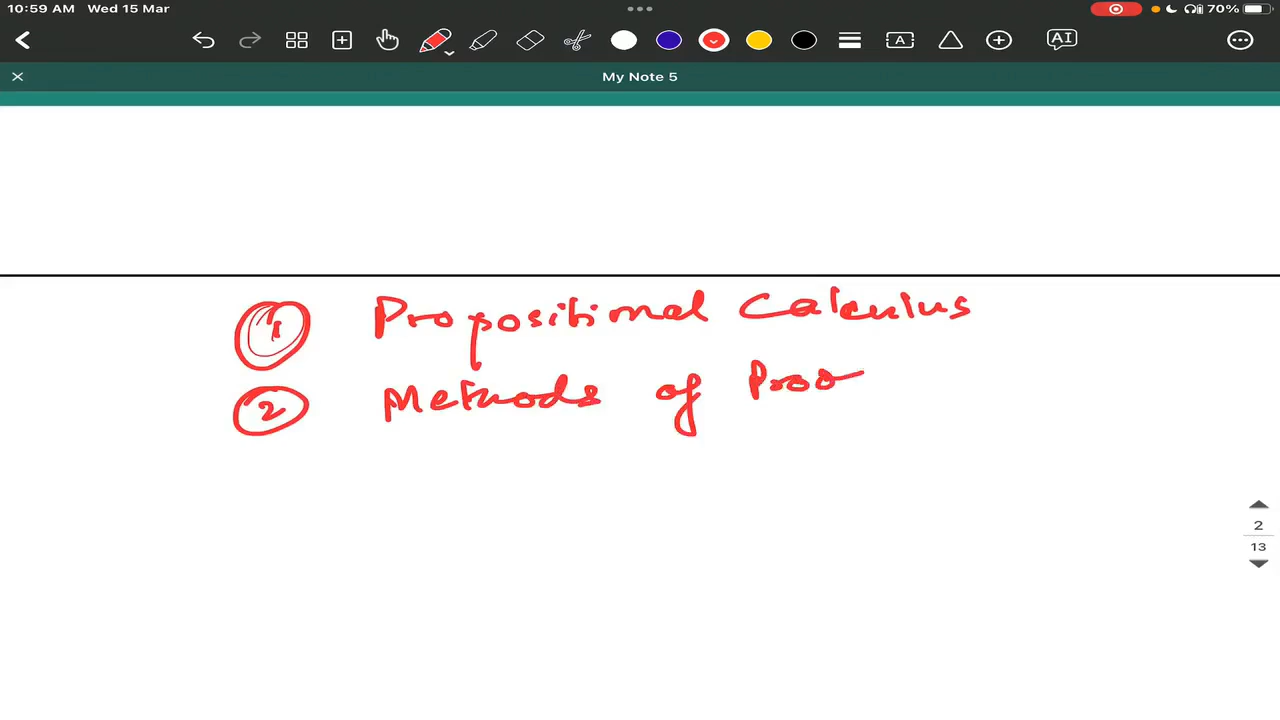 10:59 AM Wed 15 Mar 70%
A AI
My Note 5
1 Propositional Calculus
2 Methods of Proo
2
13